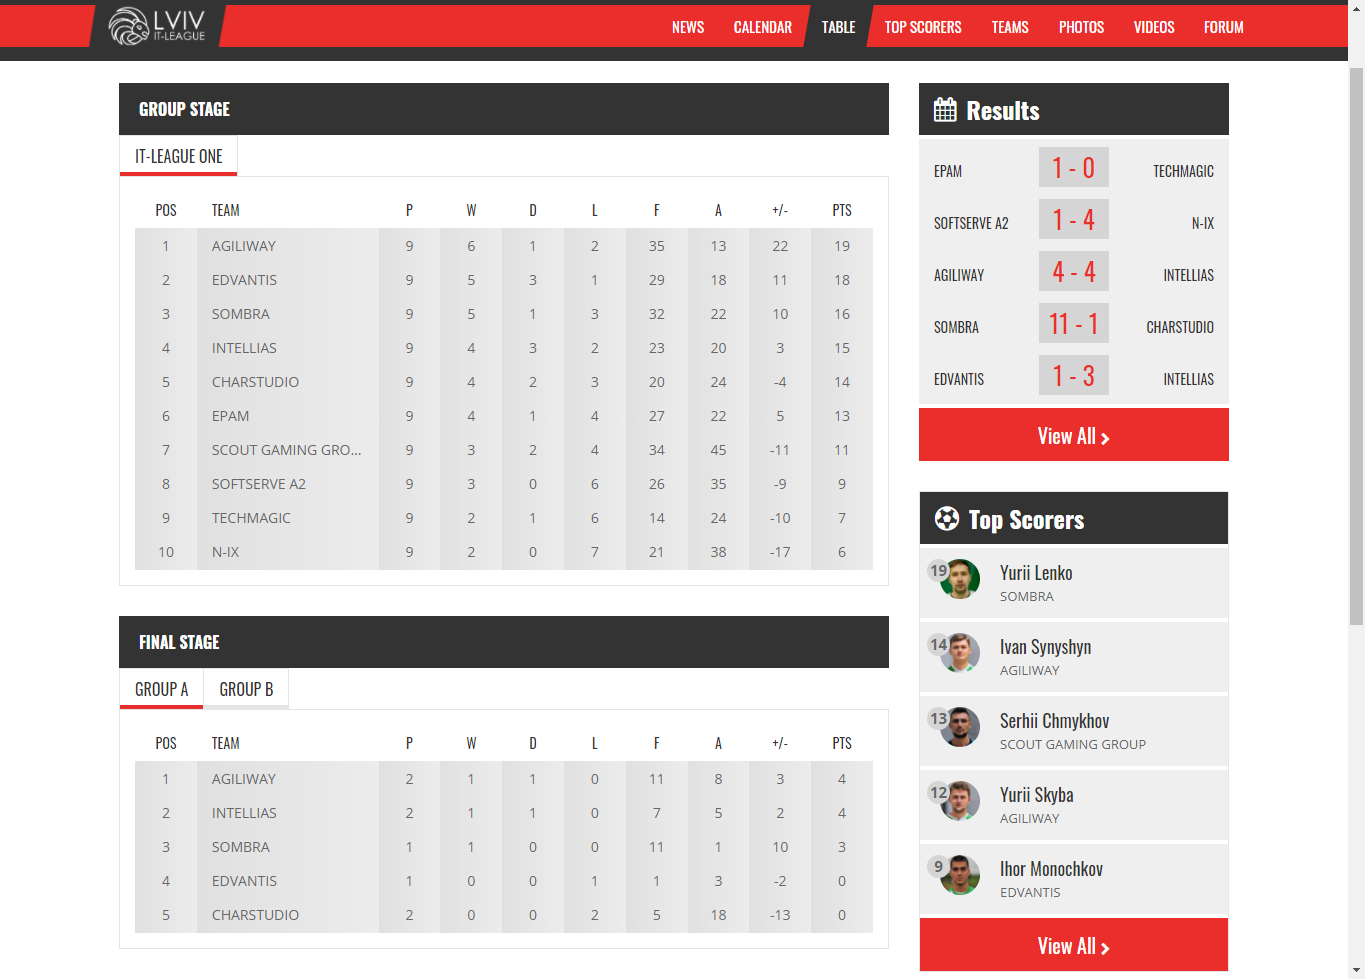 LVIV
IT-LEAGUE
NEWS CALENDAR TABLE TOP SCORERS TEAMS PHOTOS VIDEOS FORUM
GROUP STAGE
IT-LEAGUE ONE
POS TEAM P W D L F A +/- PTS
1 AGILIWAY 9 6 1 2 35 13 22 19
2 EDVANTIS 9 5 3 1 29 18 11 18
3 SOMBRA 9 5 1 3 32 22 10 16
4 INTELLIAS 9 4 3 2 23 20 3 15
5 CHARSTUDIO 9 4 2 3 20 24 -4 14
6 EPAM 9 4 1 4 27 22 5 13
7 SCOUT GAMING GRO... 9 3 2 4 34 45 -11 11
8 SOFTSERVE A2 9 3 0 6 26 35 -9 9
9 TECHMAGIC 9 2 1 6 14 24 -10 7
10 N-IX 9 2 0 7 21 38 -17 6
FINAL STAGE
GROUP A GROUP B
POS TEAM P W D L F A +/- PTS
1 AGILIWAY 2 1 1 0 11 8 3 4
2 INTELLIAS 2 1 1 0 7 5 2 4
3 SOMBRA 1 1 0 0 11 1 10 3
4 EDVANTIS 1 0 0 1 1 3 -2 0
5 CHARSTUDIO 2 0 0 2 5 18 -13 0
Results
EPAM 1 - 0 TECHMAGIC
SOFTSERVE A2 1 - 4 N-IX
AGILIWAY 4 - 4 INTELLIAS
SOMBRA 11 - 1 CHARSTUDIO
EDVANTIS 1 - 3 INTELLIAS
View All
Top Scorers
19 Yurii Lenko
SOMBRA
14 Ivan Synyshyn
AGILIWAY
13 Serhii Chmykhov
SCOUT GAMING GROUP
12 Yurii Skyba
AGILIWAY
9 Ihor Monochkov
EDVANTIS
View All